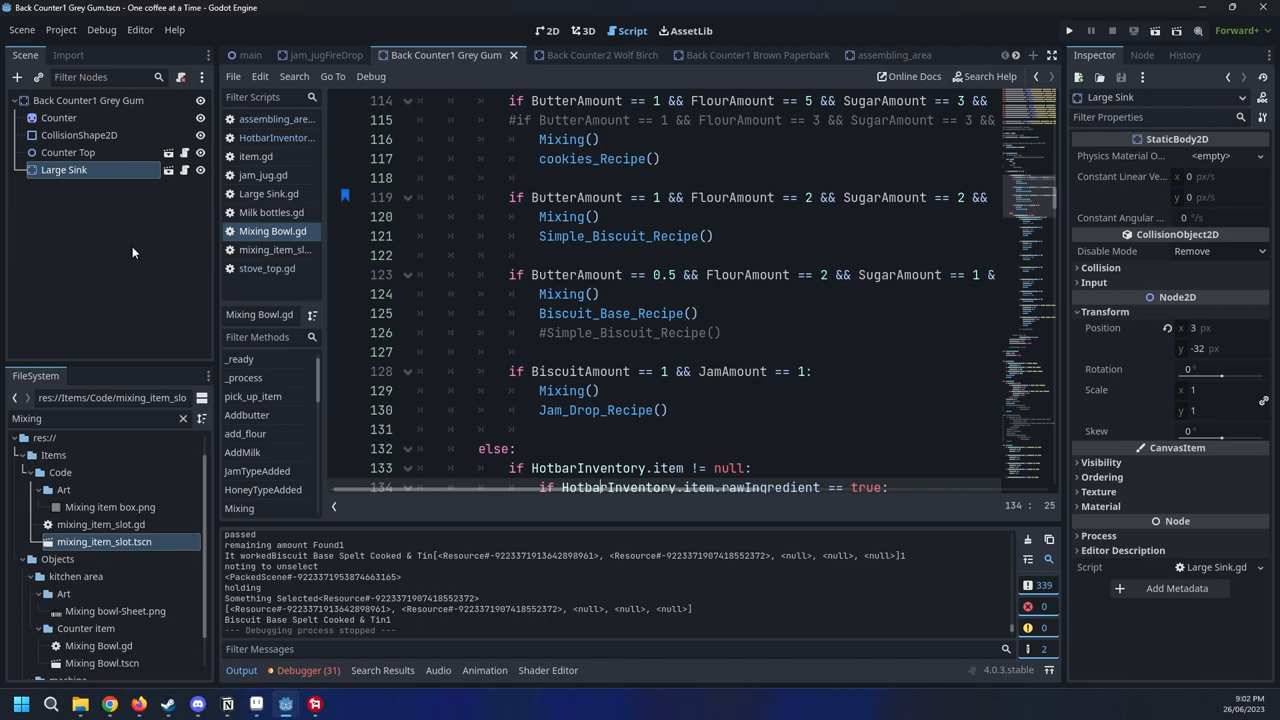 Back Counter1 Grey Gum.tscn - One coffee at a Time - Godot Engine
Scene Project Debug Editor Help
2D 3D Script AssetLib
Forward+
Scene Import
Filter Nodes
Back Counter1 Grey Gum
Counter
CollisionShape2D
Counter Top
Large Sink
FileSystem
res://Items/Code/mixing_item
Mixing
res://
Items
Code
Art
Mixing item box.png
mixing_item_slot.gd
mixing_item_slot.tscn
Objects
kitchen area
Art
Mixing bowl-Sheet.png
Counter item
Mixing Bowl.gd
Mixing Bowl.tscn
main jam_jugFireDrop Back Counter1 Grey Gum Back Counter2 Wolf Birch Back Counter1 Brown Paperbark assembling_area
File Edit Search Go To Debug
Online Docs Search Help
Filter Scripts
assembling_...
HotbarInvent...
item.gd
jam_jug.gd
Large Sink.gd
milk bottles.gd
Mixing Bowl.gd
mixing_item_sl...
stove_top.gd
Mixing Bowl.gd
Filter Methods
_ready
_process
Addbutter
add_flour
JamTypeAdded
HoneyTypeAdded
Mixing
114 if ButterAmount == 1 && FlourAmount == 5 && SugarAmount == 3 &&
115 #if ButterAmount == 1 && FlourAmount == 3 && SugarAmount == 3 &&
116 Mixing()
117 cookies_Recipe()
118
119 if ButterAmount == 1 && FlourAmount == 2 && SugarAmount == 2 &&
120 Mixing()
121 Simple_Biscuit_Recipe()
122
123 if ButterAmount == 0.5 && FlourAmount == 2 && SugarAmount == 1 &
124 Mixing()
125 Biscuit_Base_Recipe()
126 #Simple_Biscuit_Recipe()
127
128 if BiscuitAmount == 1 && JamAmount == 1:
129 Mixing()
130 Jam_Drop_Recipe()
131
132 else:
133 if HotbarInventory.item != null:
134 if HotbarInventory.item.rawingredient == true:
134 : 25
passed
remaining amount Found1
It workedBiscuit Base Spelt Cooked & Tin[<Resource#-9223371913642898961>, <Resource#-9223371907418552372>, <null>, <null>, <null>]1
noting to unselect
<PackedScene#-9223371953874663165>
holding
Something Selected<Resource#-9223371907418552372>
[<Resource#-9223371913642898961>, <Resource#-9223371907418552372>, <null>, <null>, <null>]
Biscuit Base Spelt Cooked & Tin1
--- Debugging process stopped ---
Filter Messages
339
0
0
2
Output Debugger (31) Search Results Audio Animation Shader Editor
4.0.3.stable
Inspector Node History
Large Sink
Filter Properties
StaticBody2D
Physics Material O... <empty>
Constant Linear Ve... x 0 px/s
y 0 px/s
Constant Angular ...
CollisionObject2D
Disable Mode Remove
Collision
Input
Node2D
Transform
Position
-32 px
Rotation
Scale
Skew
CanvasItem
Visibility
Ordering
Texture
Material
Node
Process
Editor Description
Script Large Sink.gd
Add Metadata
9:02 PM
26/06/2023